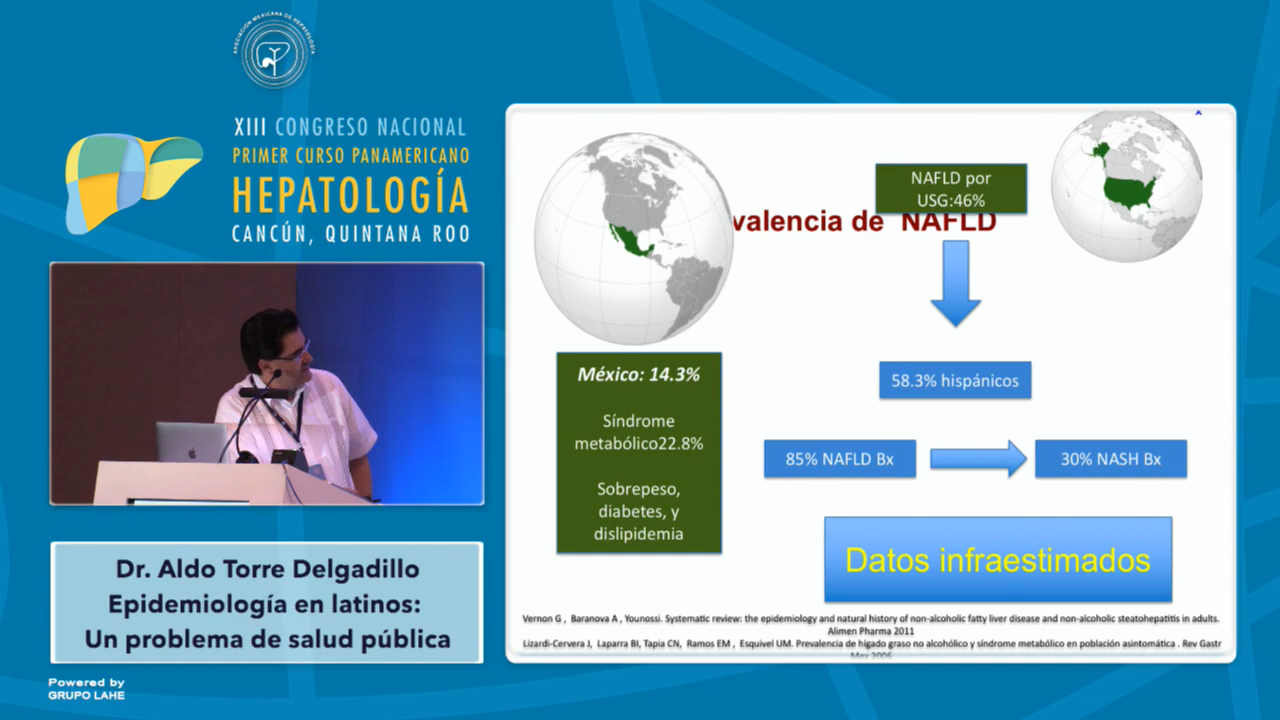 ASOCIACIÓN MEXICANA DE HEPATOLOGÍA
XIII CONGRESO NACIONAL
PRIMER CURSO PANAMERICANO
HEPATOLOGÍA
CANCÚN, QUINTANA ROO
Dr. Aldo Torre Delgadillo
Epidemiología en latinos:
Un problema de salud pública
Powered by
GRUPO LAHE
NAFLD por
USG:46%
valencia de NAFLD
México: 14.3%
Síndrome
metabólico22.8%
Sobrepeso,
diabetes, y
dislipidemia
58.3% hispánicos
85% NAFLD Bx
30% NASH Bx
Datos infraestimados
Vernon G , Baranova A , Younossi. Systematic review: the epidemiology and natural history of non-alcoholic fatty liver disease and non-alcoholic steatohepatitis in adults.
Alimen Pharma 2011
Lizardi-Cervera J, Laparra BI, Tapia CN, Ramos EM , Esquivel UM. Prevalencia de hígado graso no alcohólico y síndrome metabólico en población asintomática . Rev Gastr
Mex 2006